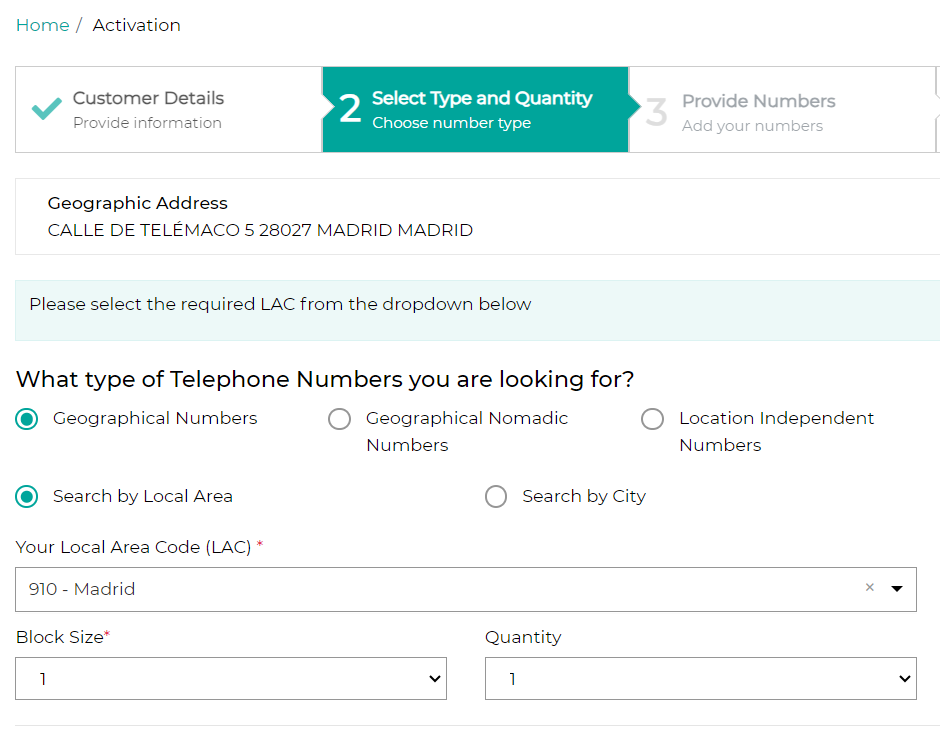 Home / Activation
Customer Details
Provide information
2 Select Type and Quantity
Choose number type
3 Provide Numbers
Add your numbers
Geographic Address
CALLE DE TELÉMACO 5 28027 MADRID MADRID
Please select the required LAC from the dropdown below
What type of Telephone Numbers you are looking for?
Geographical Numbers
Geographical Nomadic
Numbers
Location Independent
Numbers
Search by Local Area
Search by City
Your Local Area Code (LAC) *
910 - Madrid ×
Block Size*
Quantity
1
1